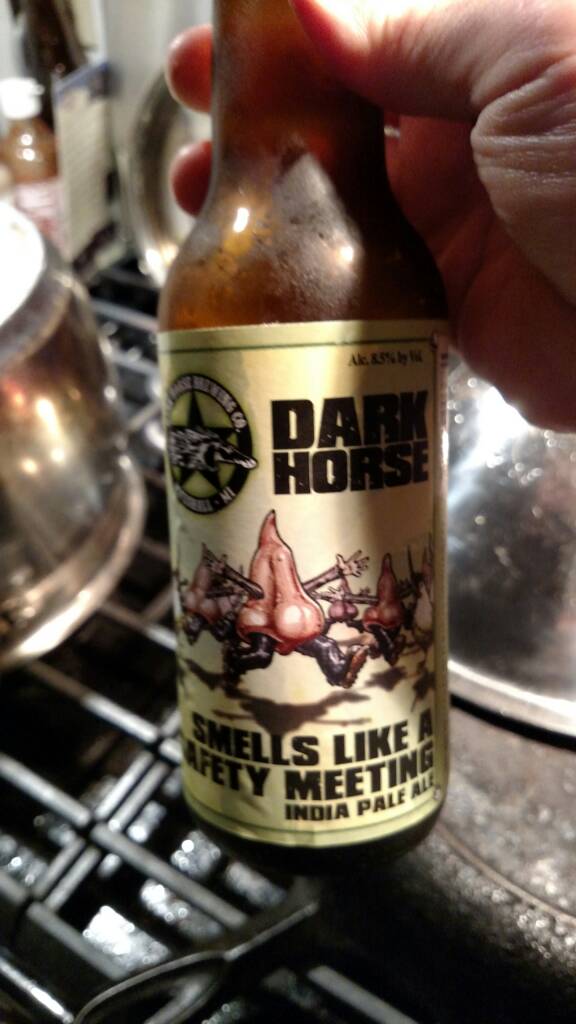 Alc. 8.5% by Vol.
DARK
HORSE
SMELLS LIKE A
AFETY MEETING
INDIA PALE ALE